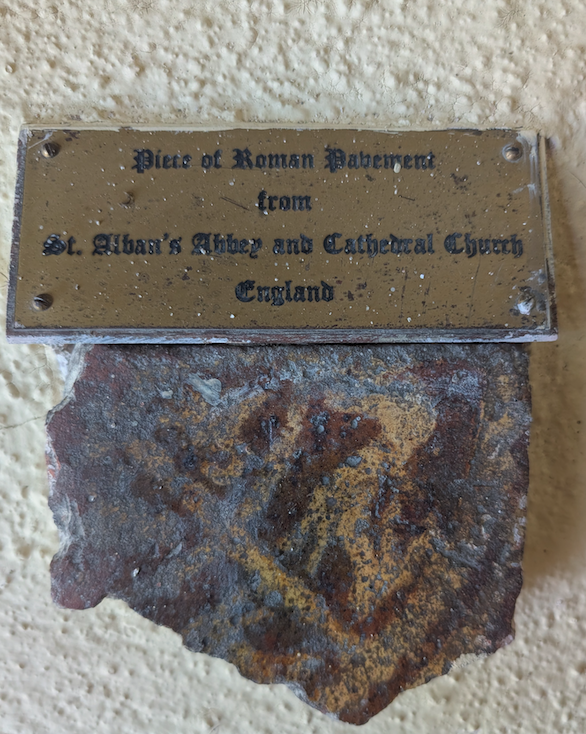 Piece of Roman Pavement
from
St. Alban's Abbey and Cathedral Church
England